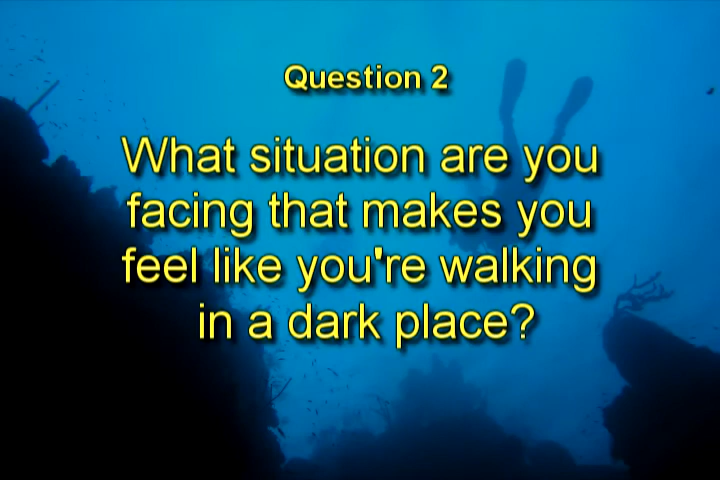 Question 2
What situation are you
facing that makes you
feel like you're walking
in a dark place?